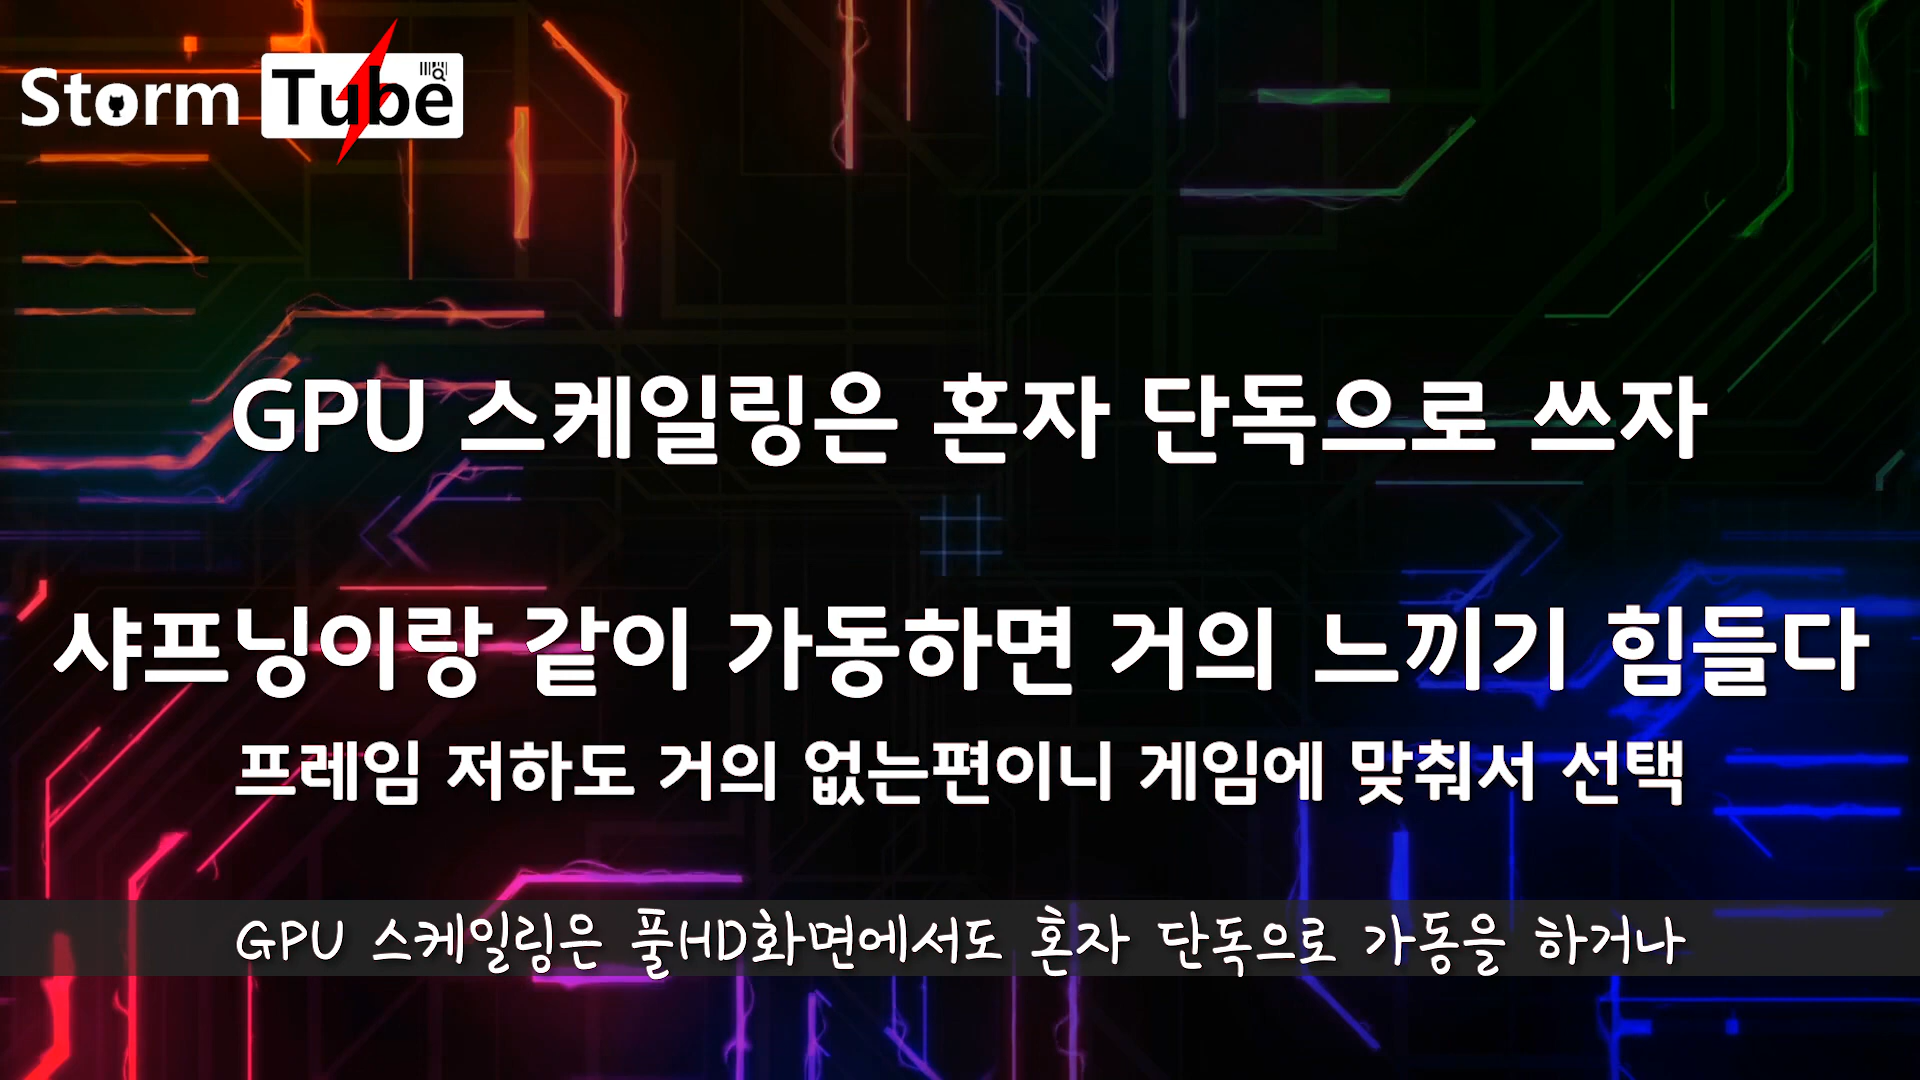 Storm Tube
GPU 스케일링은 혼자 단독으로 쓰자
샤프닝이랑 같이 가동하면 거의 느끼기 힘들다
프레임 저하도 거의 없는편이니 게임에 맞춰서 선택
GPU 스케일링은 풀HD화면에서도 혼자 단독으로 가동을 하거나